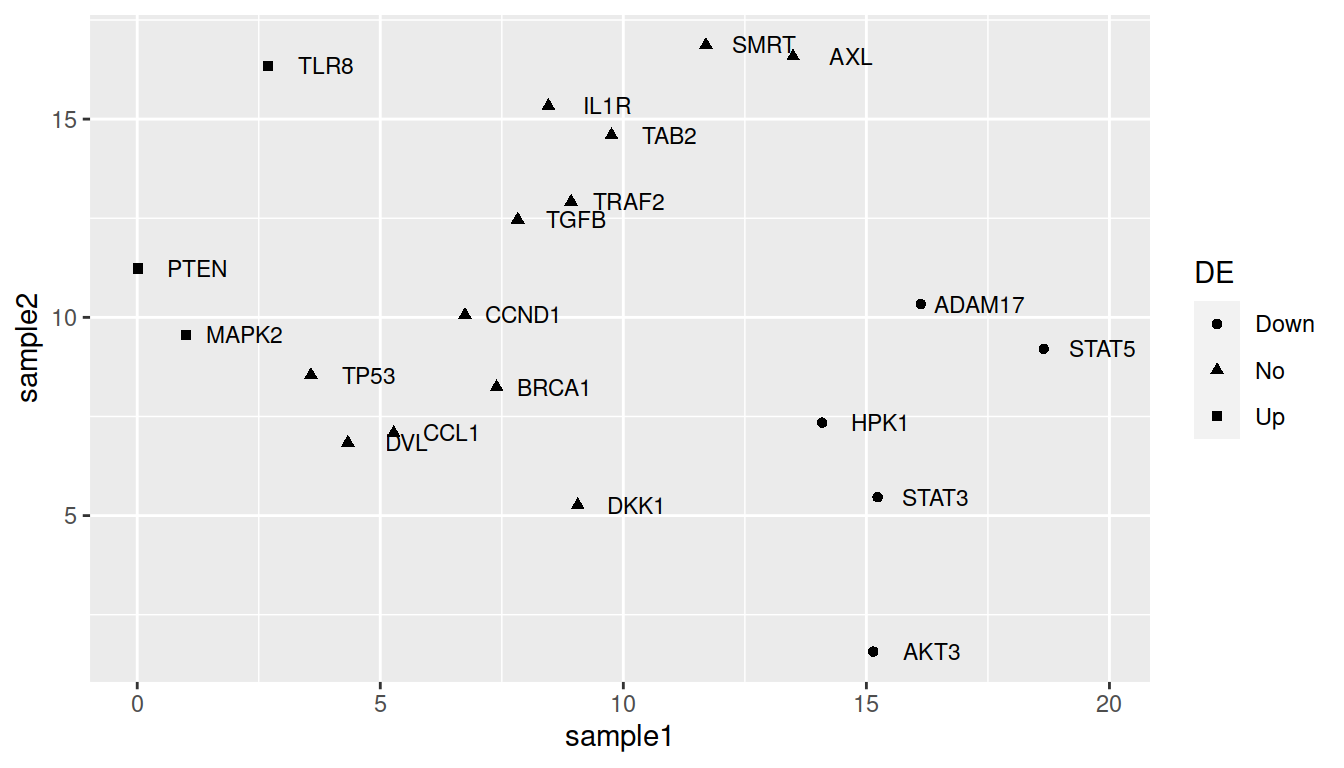 SMRT
AXL
TLR8
IL1R
TAB2
TRAF2
TGFB
PTEN
ADAM17
CCND1
MAPK2
STAT5
TP53
BRCA1
HPK1
CCL1
DVL
STAT3
DKK1
AKT3
15
10
5
0 5 10 15 20
sample1
sample2
DE
Down
No
Up